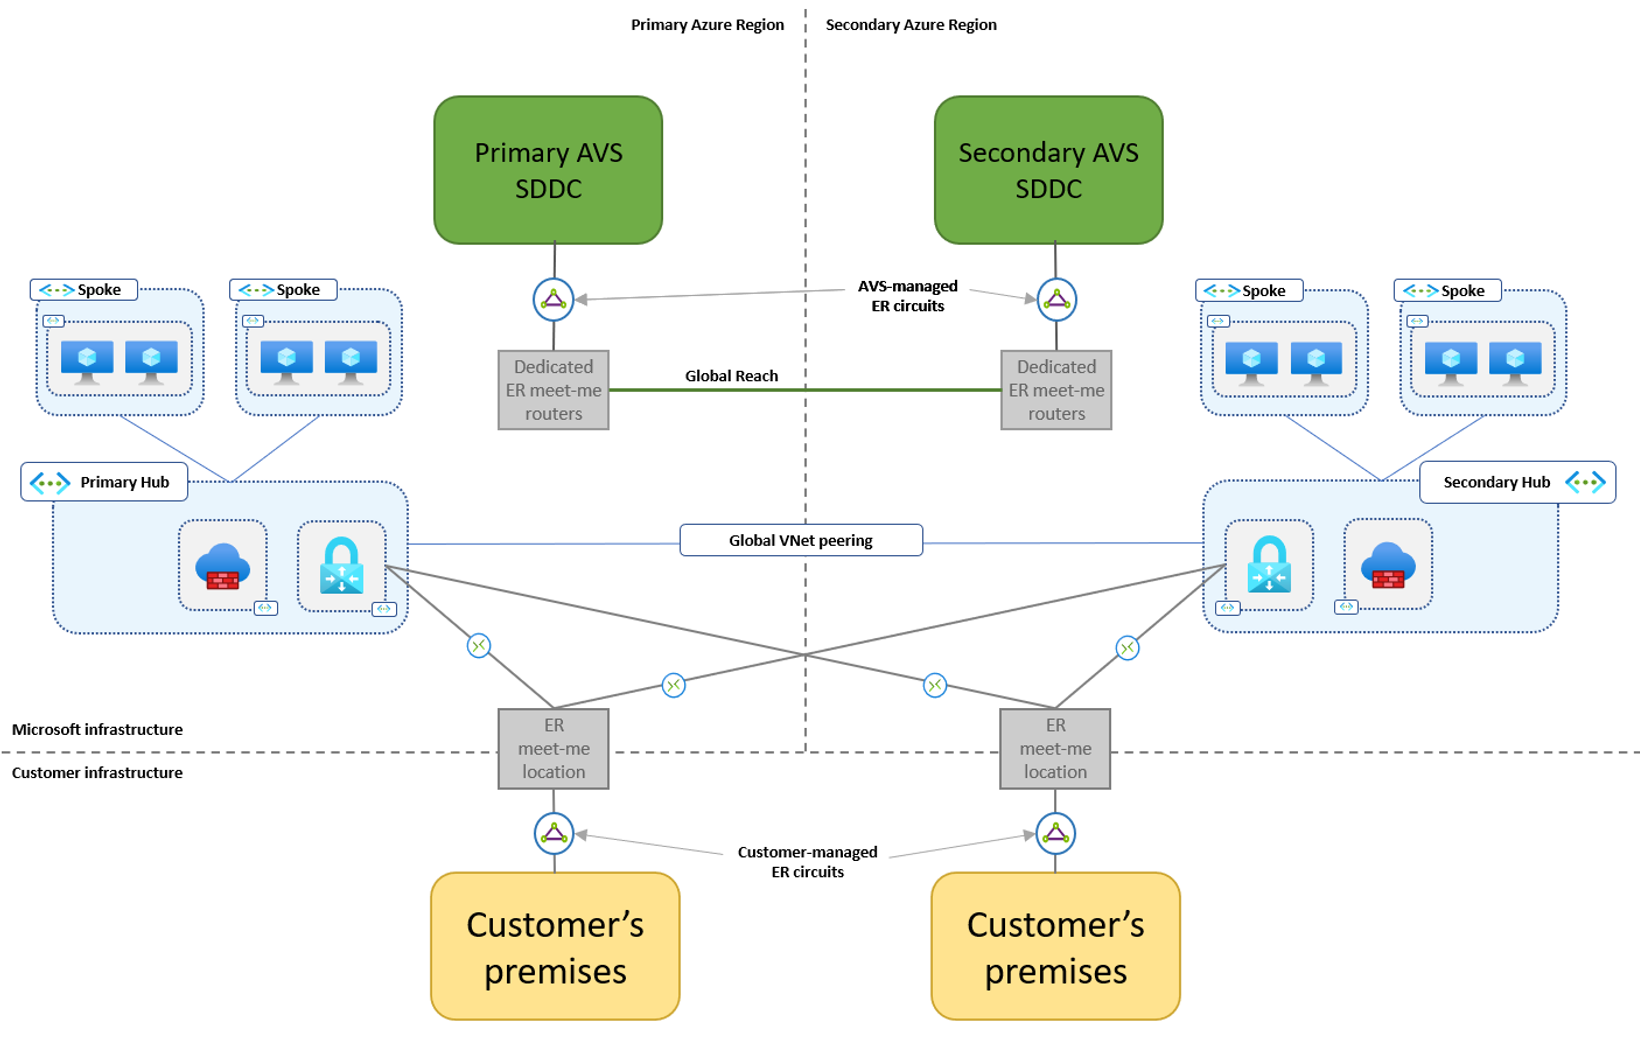 Primary Azure Region
Secondary Azure Region
Primary AVS
SDDC
Secondary AVS
SDDC
Spoke
Spoke
AVS-managed
ER circuits
Spoke
Spoke
Dedicated
ER meet-me
routers
Global Reach
Dedicated
ER meet-me
routers
Primary Hub
Secondary Hub
Global VNet peering
Microsoft infrastructure
Customer infrastructure
ER
meet-me
location
ER
meet-me
location
Customer-managed
ER circuits
Customer’s
premises
Customer’s
premises